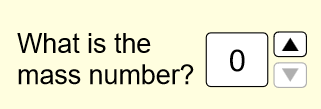 What is the
mass number? 0